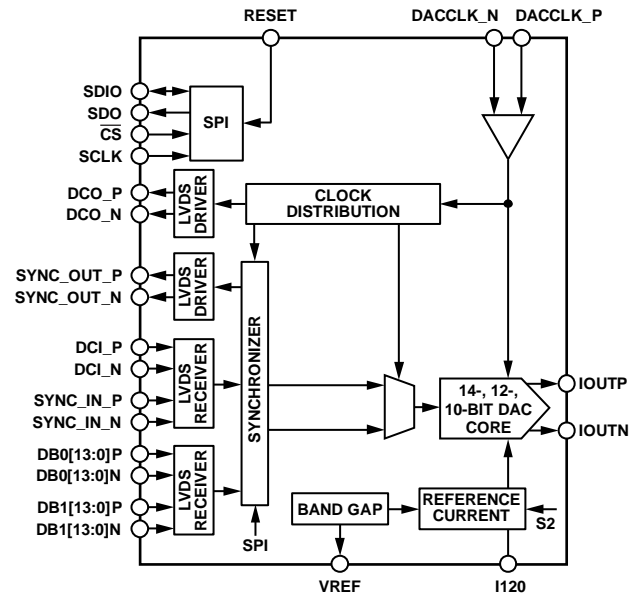 RESET
DACCLK_N
DACCLK_P
SDIO
SDO
CS
SCLK
SPI
DCO_P
DCO_N
LVDS
DRIVER
CLOCK
DISTRIBUTION
SYNC_OUT_P
SYNC_OUT_N
LVDS
DRIVER
SYNCHRONIZER
DCI_P
DCI_N
SYNC_IN_P
SYNC_IN_N
LVDS
RECEIVER
14-, 12-,
10-BIT DAC
CORE
IOUTP
IOUTN
DB0[13:0]P
DB0[13:0]N
DB1[13:0]P
DB1[13:0]N
LVDS
RECEIVER
SPI
BAND GAP
REFERENCE
CURRENT
S2
VREF
I120